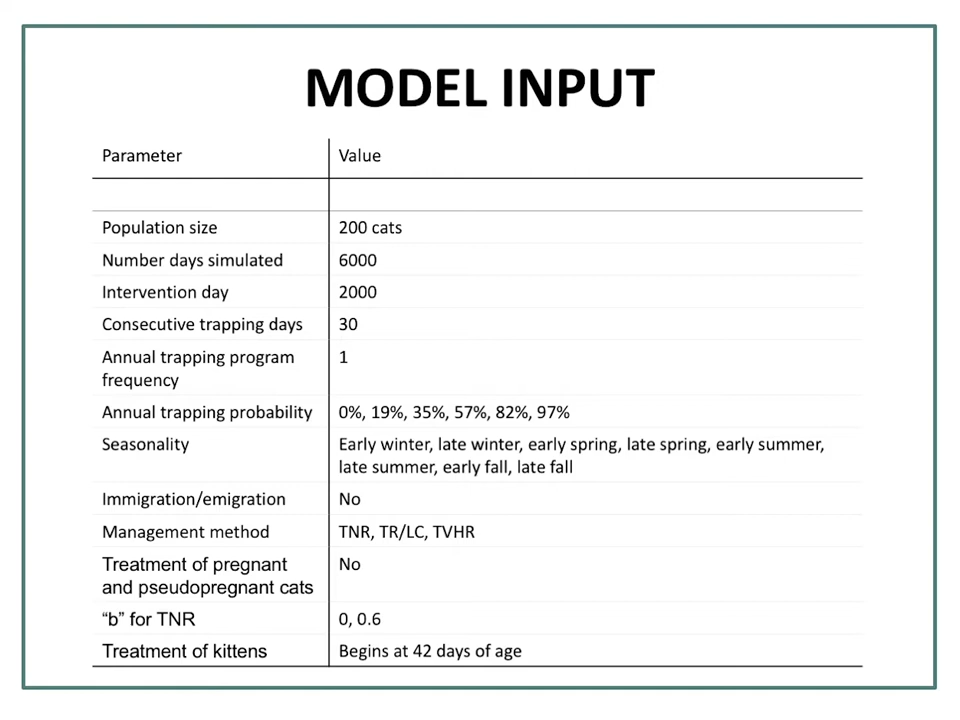 MODEL INPUT
Parameter Value
Population size 200 cats
Number days simulated 6000
Intervention day 2000
Consecutive trapping days 30
Annual trapping program 1
frequency
Annual trapping probability 0%, 19%, 35%, 57%, 82%, 97%
Seasonality Early winter, late winter, early spring, late spring, early summer,
late summer, early fall, late fall
Immigration/emigration No
Management method TNR, TR/LC, TVHR
Treatment of pregnant No
and pseudopregnant cats
“b” for TNR 0, 0.6
Treatment of kittens Begins at 42 days of age